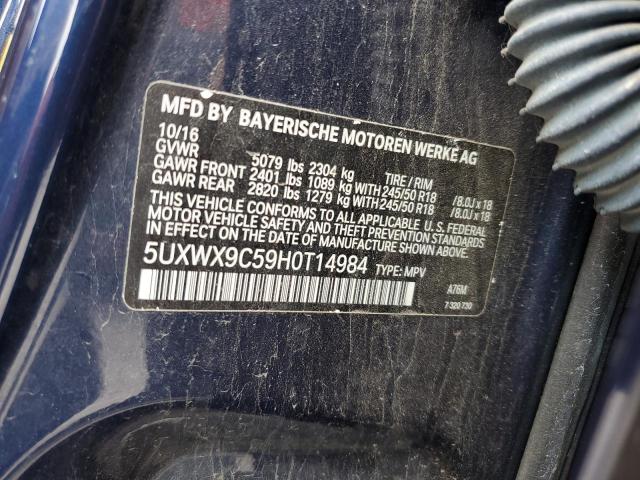 MFD BY BAYERISCHE MOTOREN WERKE AG
10/16
GVWR 5079 lbs 2304 kg TIRE / RIM
GAWR FRONT 2401 lbs 1089 kg WITH 245/50 R18 /8.0J x 18
GAWR REAR 2820 lbs 1279 kg WITH 245/50 R18 /8.0J x 18
THIS VEHICLE CONFORMS TO ALL APPLICABLE U. S. FEDERAL
MOTOR VEHICLE SAFETY AND THEFT PREVENTION STANDARDS
IN EFFECT ON THE DATE OF MANUFACTURE SHOWN ABOVE.
5UXWX9C59H0T14984 TYPE: MPV
A76M
7 320 730